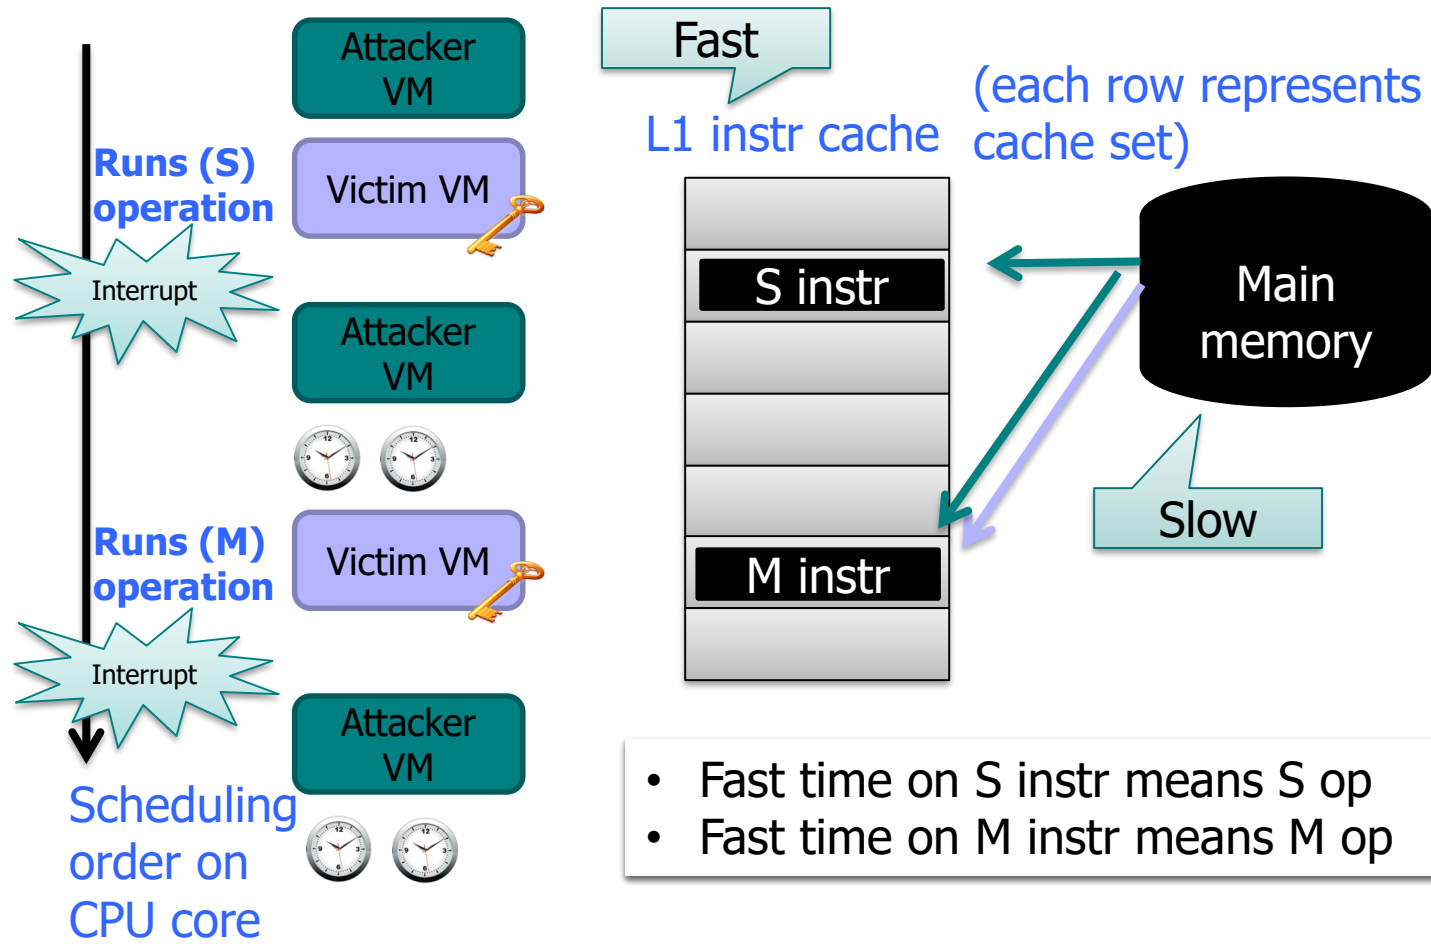 Attacker
VM
Runs (S)
operation
Victim VM
Interrupt
Attacker
VM
Runs (M)
operation
Victim VM
Interrupt
Attacker
VM
Scheduling
order on
CPU core
Fast
L1 instr cache
(each row represents
cache set)
S instr
M instr
Main
memory
Slow
• Fast time on S instr means S op
• Fast time on M instr means M op